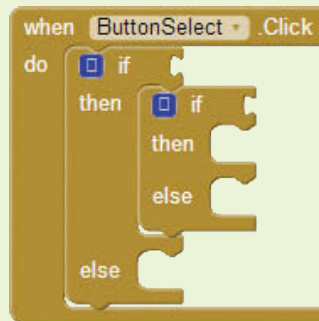 when ButtonSelect .Click
do if
then if
then
else
else